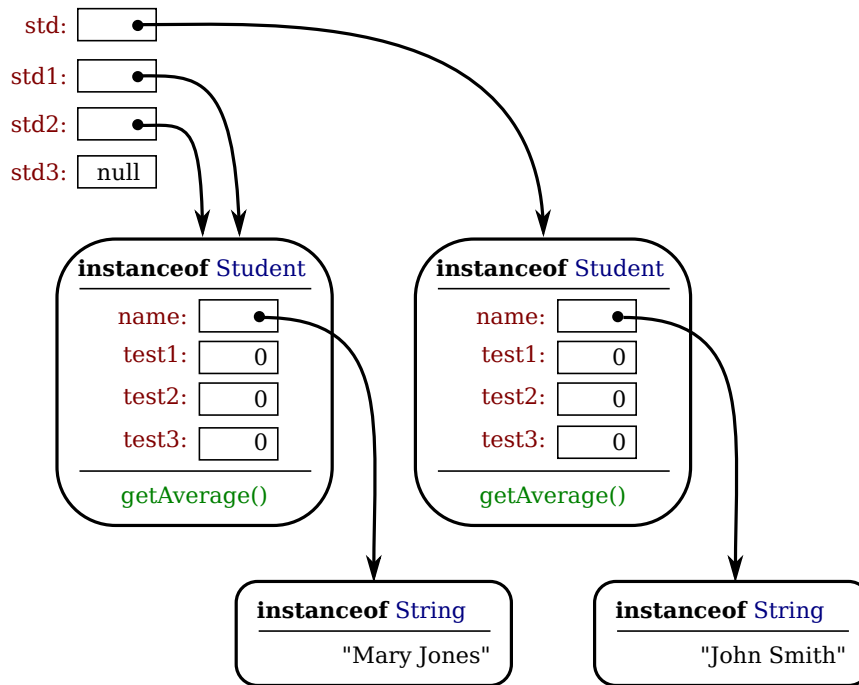 std:
std1:
std2:
std3: null
instanceof Student
name:
test1: 0
test2: 0
test3: 0
getAverage()
instanceof Student
name:
test1: 0
test2: 0
test3: 0
getAverage()
instanceof String
"Mary Jones"
instanceof String
"John Smith"